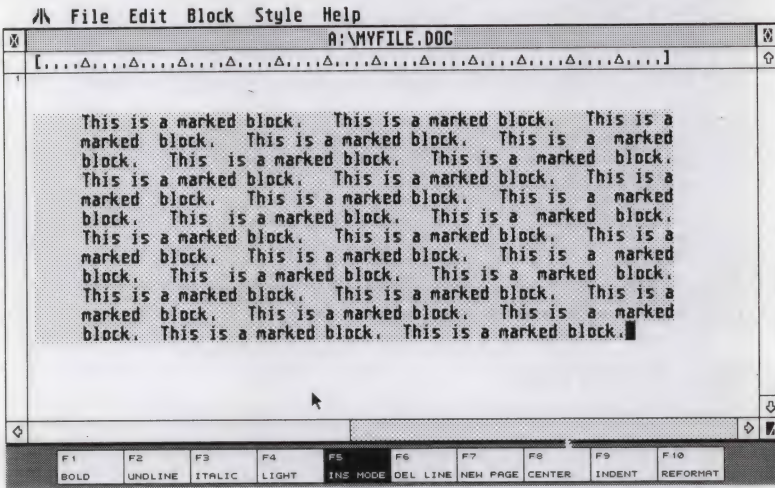 File Edit Block Style Help
A:\MYFILE.DOC
1
This is a marked block. This is a marked block. This is a
marked block. This is a marked block. This is a marked
block. This is a marked block. This is a marked block.
This is a marked block. This is a marked block. This is a
marked block. This is a marked block. This is a marked
block. This is a marked block. This is a marked block.
This is a marked block. This is a marked block. This is a
marked block. This is a marked block. This is a marked
block. This is a marked block. This is a marked block.
This is a marked block. This is a marked block. This is a
marked block. This is a marked block. This is a marked
block. This is a marked block. This is a marked block.
F1 F2 F3 F4 F5 F6 F7 F8 F9 F10
BOLD UNDLINE ITALIC LIGHT INS MODE DEL LINE NEW PAGE CENTER INDENT REFORMAT